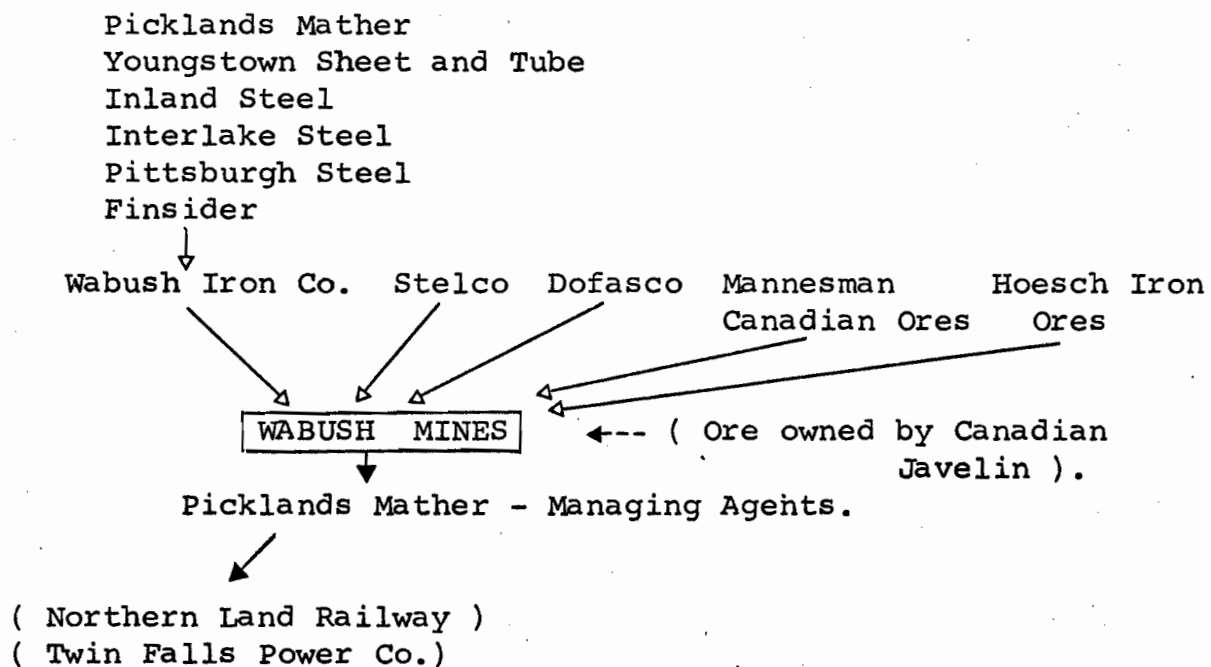 Picklands Mather
Youngstown Sheet and Tube
Inland Steel
Interlake Steel
Pittsburgh Steel
Finsider
Wabush Iron Co. Stelco Dofasco Mannesman Hoesch Iron
Canadian Ores Ores
WABUSH MINES ( Ore owned by Canadian
Javelin ).
Picklands Mather - Managing Agents.
( Northern Land Railway )
( Twin Falls Power Co.)